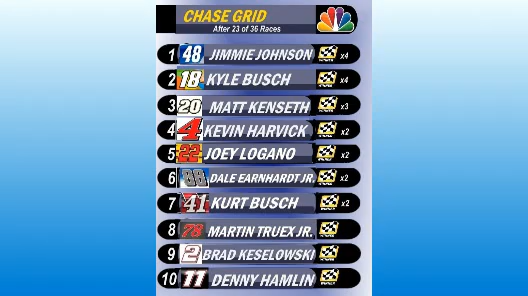 CHASE GRID
After 23 of 36 Races
1 48 JIMMIE JOHNSON x4
2 18 KYLE BUSCH x4
3 20 MATT KENSETH x3
4 4 KEVIN HARVICK x2
5 22 JOEY LOGANO x2
6 88 DALE EARNHARDT JR. x2
7 41 KURT BUSCH x2
8 78 MARTIN TRUEX JR.
9 2 BRAD KESELOWSKI
10 11 DENNY HAMLIN